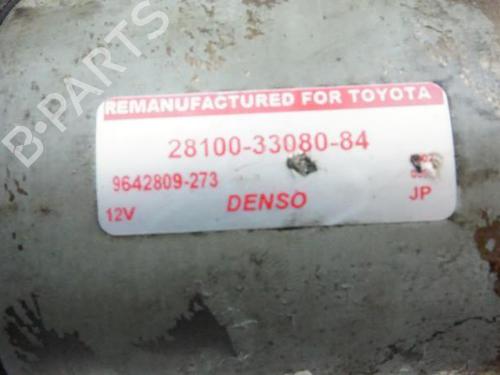 B-PARTS
REMANUFACTURED FOR TOYOTA
28100-33080-84
9642809-273
12V DENSO JP